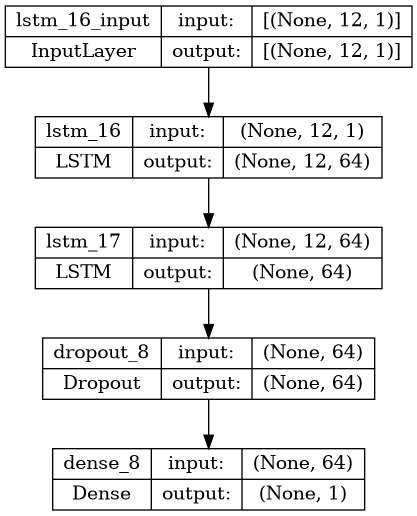 lstm_16_input input: [(None, 12, 1)]
InputLayer output: [(None, 12, 1)]
lstm_16 input: (None, 12, 1)
LSTM output: (None, 12, 64)
lstm_17 input: (None, 12, 64)
LSTM output: (None, 64)
dropout_8 input: (None, 64)
Dropout output: (None, 64)
dense_8 input: (None, 64)
Dense output: (None, 1)